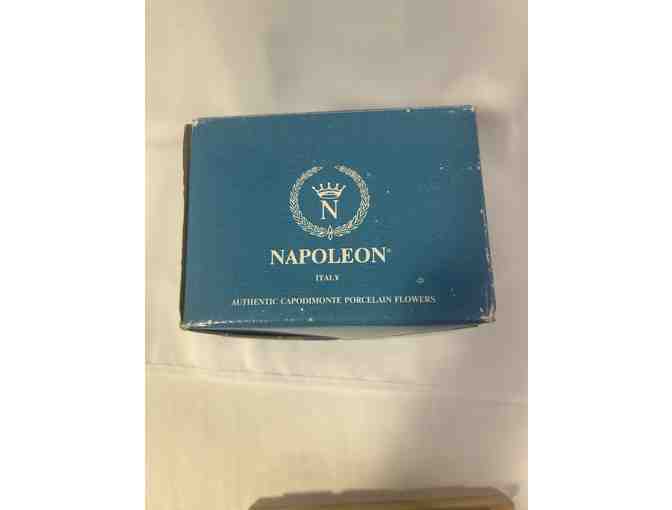 N
NAPOLEON®
ITALY
AUTHENTIC CAPODIMONTE PORCELAIN FLOWERS